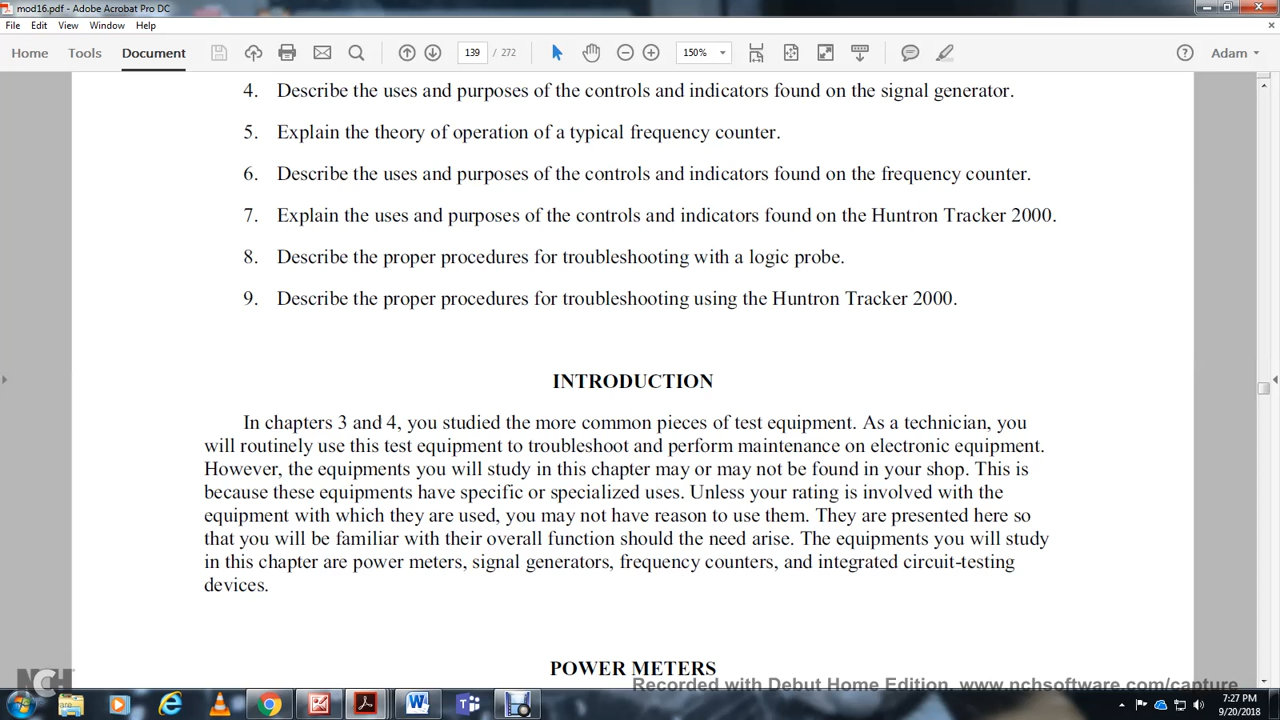 mod16.pdf - Adobe Acrobat Pro DC
File Edit View Window Help
Home Tools Document 139 / 272 150% Adam
4. Describe the uses and purposes of the controls and indicators found on the signal generator.
5. Explain the theory of operation of a typical frequency counter.
6. Describe the uses and purposes of the controls and indicators found on the frequency counter.
7. Explain the uses and purposes of the controls and indicators found on the Huntron Tracker 2000.
8. Describe the proper procedures for troubleshooting with a logic probe.
9. Describe the proper procedures for troubleshooting using the Huntron Tracker 2000.
INTRODUCTION
In chapters 3 and 4, you studied the more common pieces of test equipment. As a technician, you
will routinely use this test equipment to troubleshoot and perform maintenance on electronic equipment.
However, the equipments you will study in this chapter may or may not be found in your shop. This is
because these equipments have specific or specialized uses. Unless your rating is involved with the
equipment with which they are used, you may not have reason to use them. They are presented here so
that you will be familiar with their overall function should the need arise. The equipments you will study
in this chapter are power meters, signal generators, frequency counters, and integrated circuit-testing
devices.
POWER METERS
Recorded with Debut Home Edition. www.nchsoftware.com/capture
NCH
7:27 PM
9/20/2018